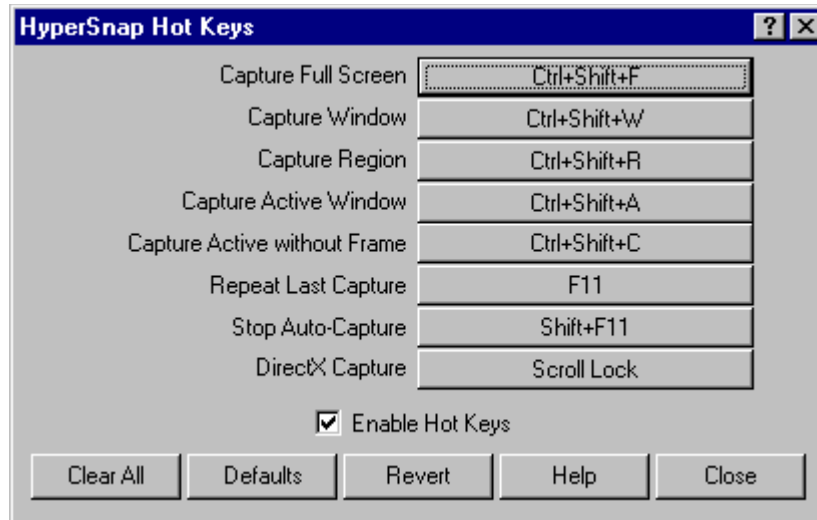 HyperSnap Hot Keys
Capture Full Screen Ctrl+Shift+F
Capture Window Ctrl+Shift+W
Capture Region Ctrl+Shift+R
Capture Active Window Ctrl+Shift+A
Capture Active without Frame Ctrl+Shift+C
Repeat Last Capture F11
Stop Auto-Capture Shift+F11
DirectX Capture Scroll Lock
Enable Hot Keys
Clear All Defaults Revert Help Close